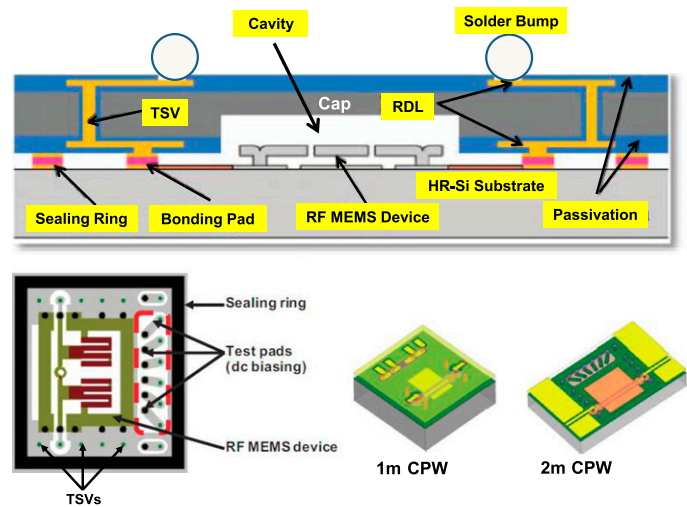 Cavity
Solder Bump
Cap
TSV
RDL
HR-Si Substrate
Sealing Ring
Bonding Pad
RF MEMS Device
Passivation
Sealing ring
Test pads
(dc biasing)
RF MEMS device
TSVs
1m CPW
2m CPW